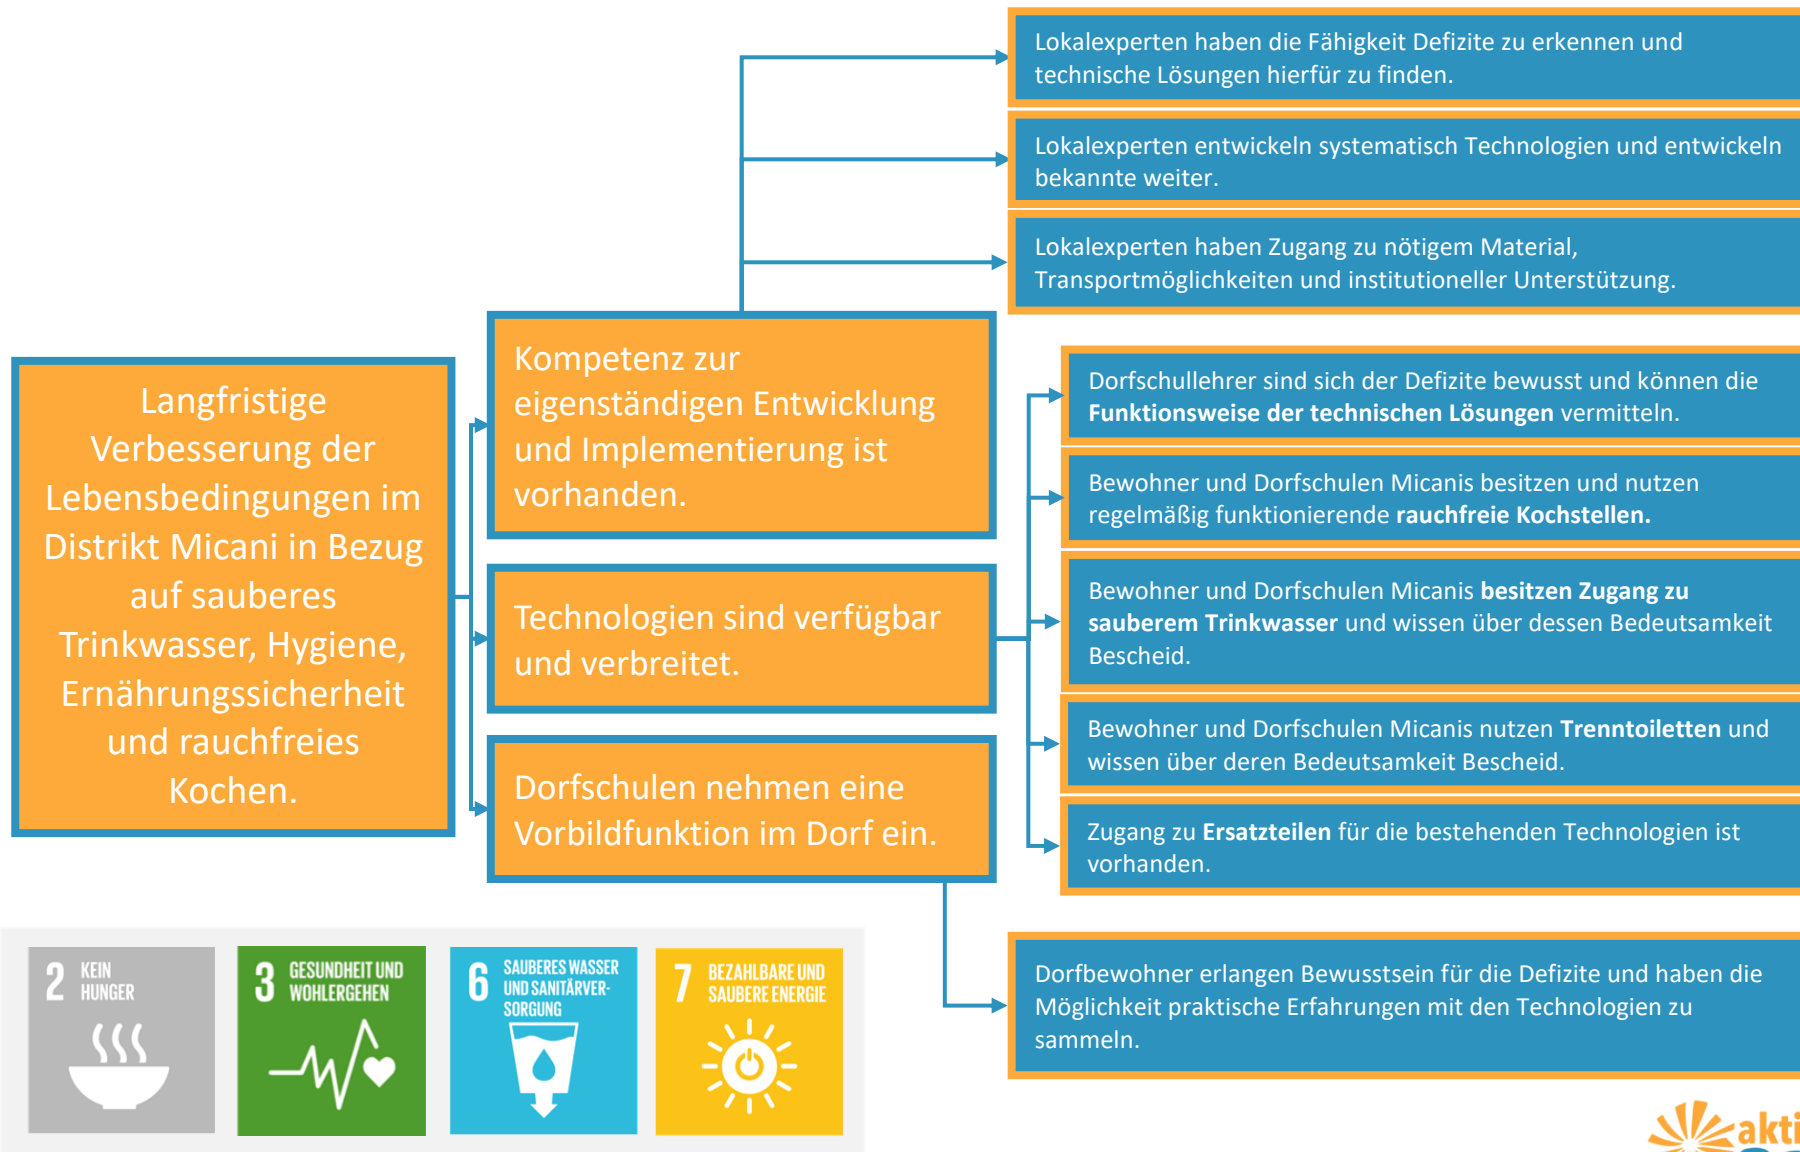 Lokalexperten haben die Fähigkeit Defizite zu erkennen und
technische Lösungen hierfür zu finden.
Lokalexperten entwickeln systematisch Technologien und entwickeln
bekannte weiter.
Lokalexperten haben Zugang zu nötigem Material,
Transportmöglichkeiten und institutioneller Unterstützung.
Langfristige
Verbesserung der
Lebensbedingungen im
Distrikt Micani in Bezug
auf sauberes
Trinkwasser, Hygiene,
Ernährungssicherheit
und rauchfreies
Kochen.
Kompetenz zur
eigenständigen Entwicklung
und Implementierung ist
vorhanden.
Technologien sind verfügbar
und verbreitet.
Dorfschulen nehmen eine
Vorbildfunktion im Dorf ein.
Dorfschullehrer sind sich der Defizite bewusst und können die
Funktionsweise der technischen Lösungen vermitteln.
Bewohner und Dorfschulen Micanis besitzen und nutzen
regelmäßig funktionierende rauchfreie Kochstellen.
Bewohner und Dorfschulen Micanis besitzen Zugang zu
sauberem Trinkwasser und wissen über dessen Bedeutsamkeit
Bescheid.
Bewohner und Dorfschulen Micanis nutzen Trenntoiletten und
wissen über deren Bedeutsamkeit Bescheid.
Zugang zu Ersatzteilen für die bestehenden Technologien ist
vorhanden.
Dorfbewohner erlangen Bewusstsein für die Defizite und haben die
Möglichkeit praktische Erfahrungen mit den Technologien zu
sammeln.
2 KEIN
HUNGER
3 GESUNDHEIT UND
WOHLERGEHEN
6 SAUBERES WASSER
UND SANITÄRVER-
SORGUNG
7 BEZAHLBARE UND
SAUBERE ENERGIE
akti